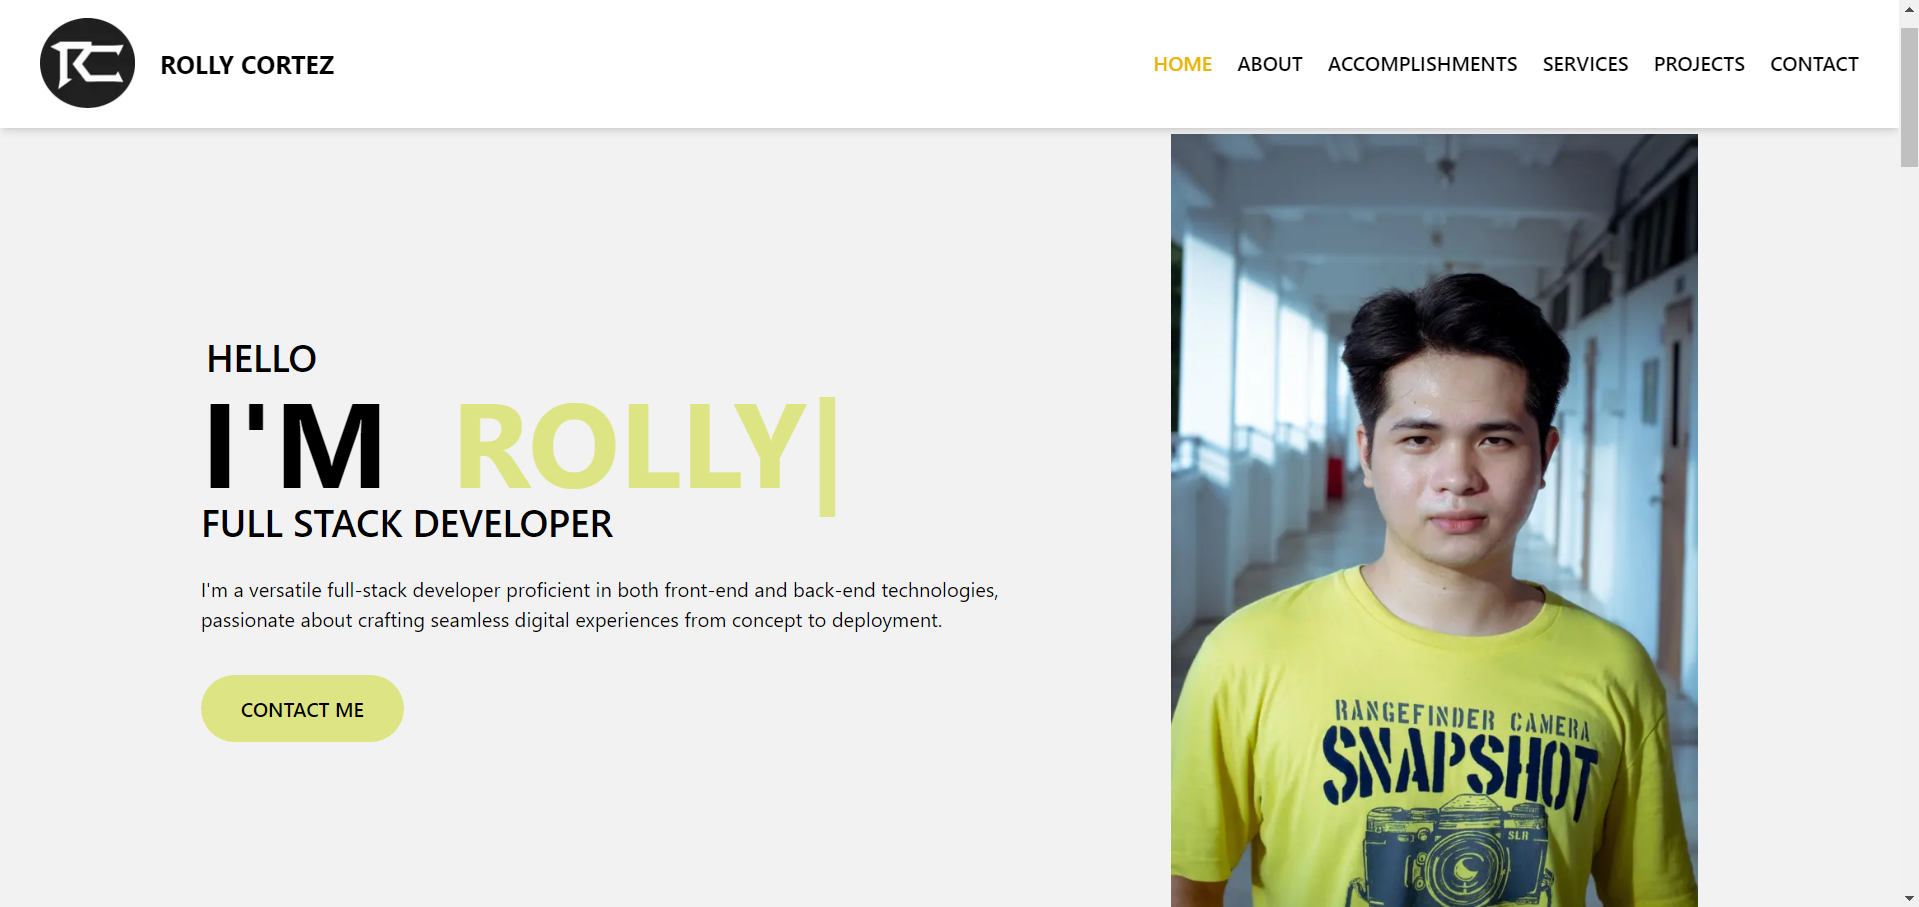 RC
ROLLY CORTEZ
HOME ABOUT ACCOMPLISHMENTS SERVICES PROJECTS CONTACT
HELLO
I'M ROLLY|
FULL STACK DEVELOPER
I'm a versatile full-stack developer proficient in both front-end and back-end technologies,
passionate about crafting seamless digital experiences from concept to deployment.
CONTACT ME
RANGEFINDER CAMERA
SNAPSHOT
SLR